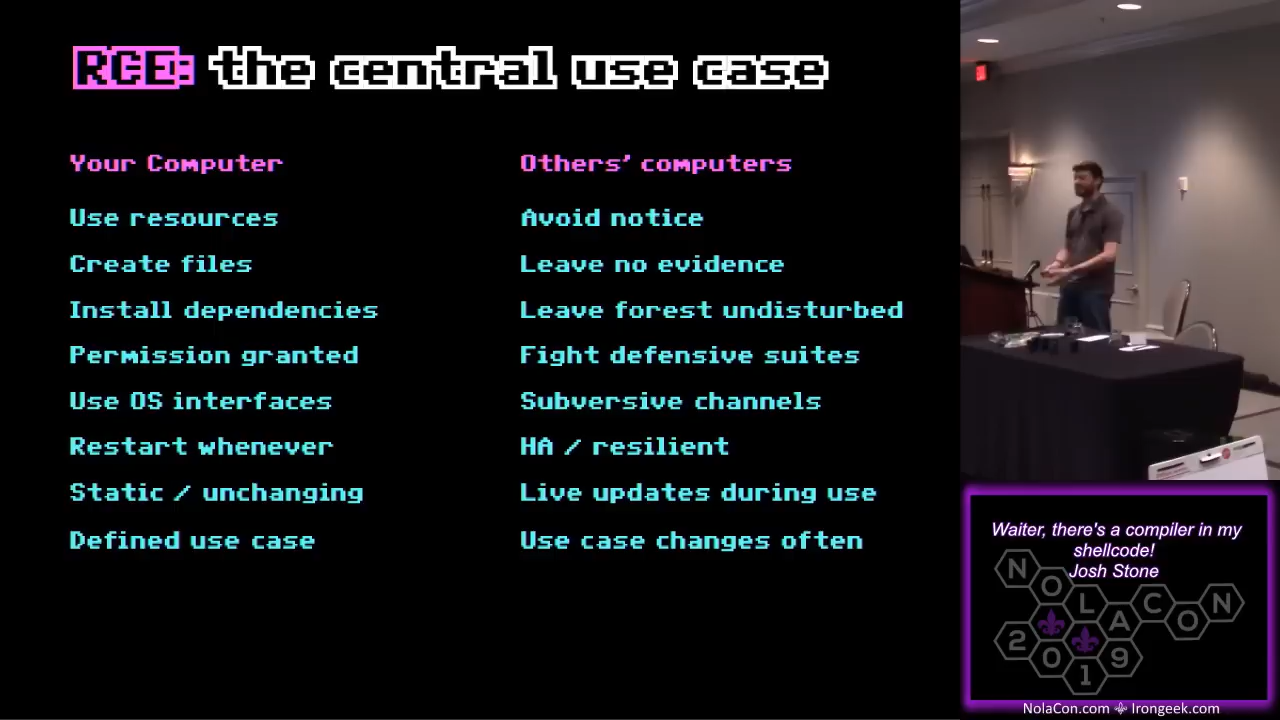 RCE: the central use case
Your Computer
Use resources
Create files
Install dependencies
Permission granted
Use OS interfaces
Restart whenever
Static / unchanging
Defined use case
Others’ computers
Avoid notice
Leave no evidence
Leave forest undisturbed
Fight defensive suites
Subversive channels
HA / resilient
Live updates during use
Use case changes often
Waiter, there's a compiler in my
shellcode!
Josh Stone
NOLACON
2019
NolaCon.com ⚜ Irongeek.com